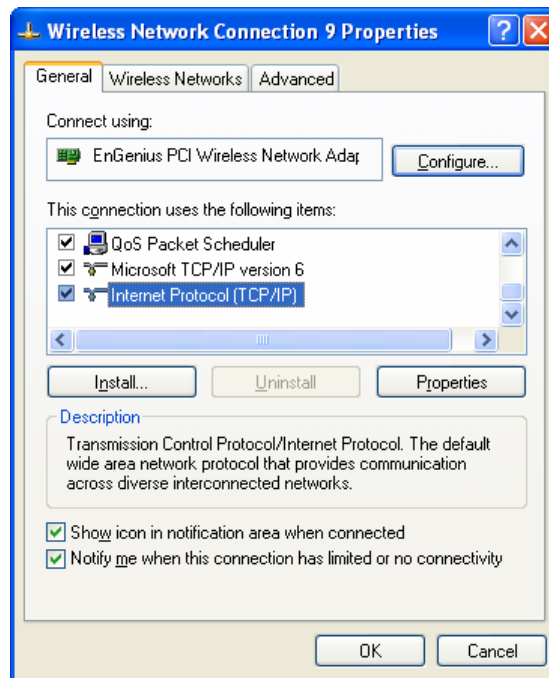 Wireless Network Connection 9 Properties
General
Wireless Networks
Advanced
Connect using:
EnGenius PCI Wireless Network Adap
Configure...
This connection uses the following items:
QoS Packet Scheduler
Microsoft TCP/IP version 6
Internet Protocol (TCP/IP)
Install...
Uninstall
Properties
Description
Transmission Control Protocol/Internet Protocol. The default
wide area network protocol that provides communication
across diverse interconnected networks.
Show icon in notification area when connected
Notify me when this connection has limited or no connectivity
OK
Cancel